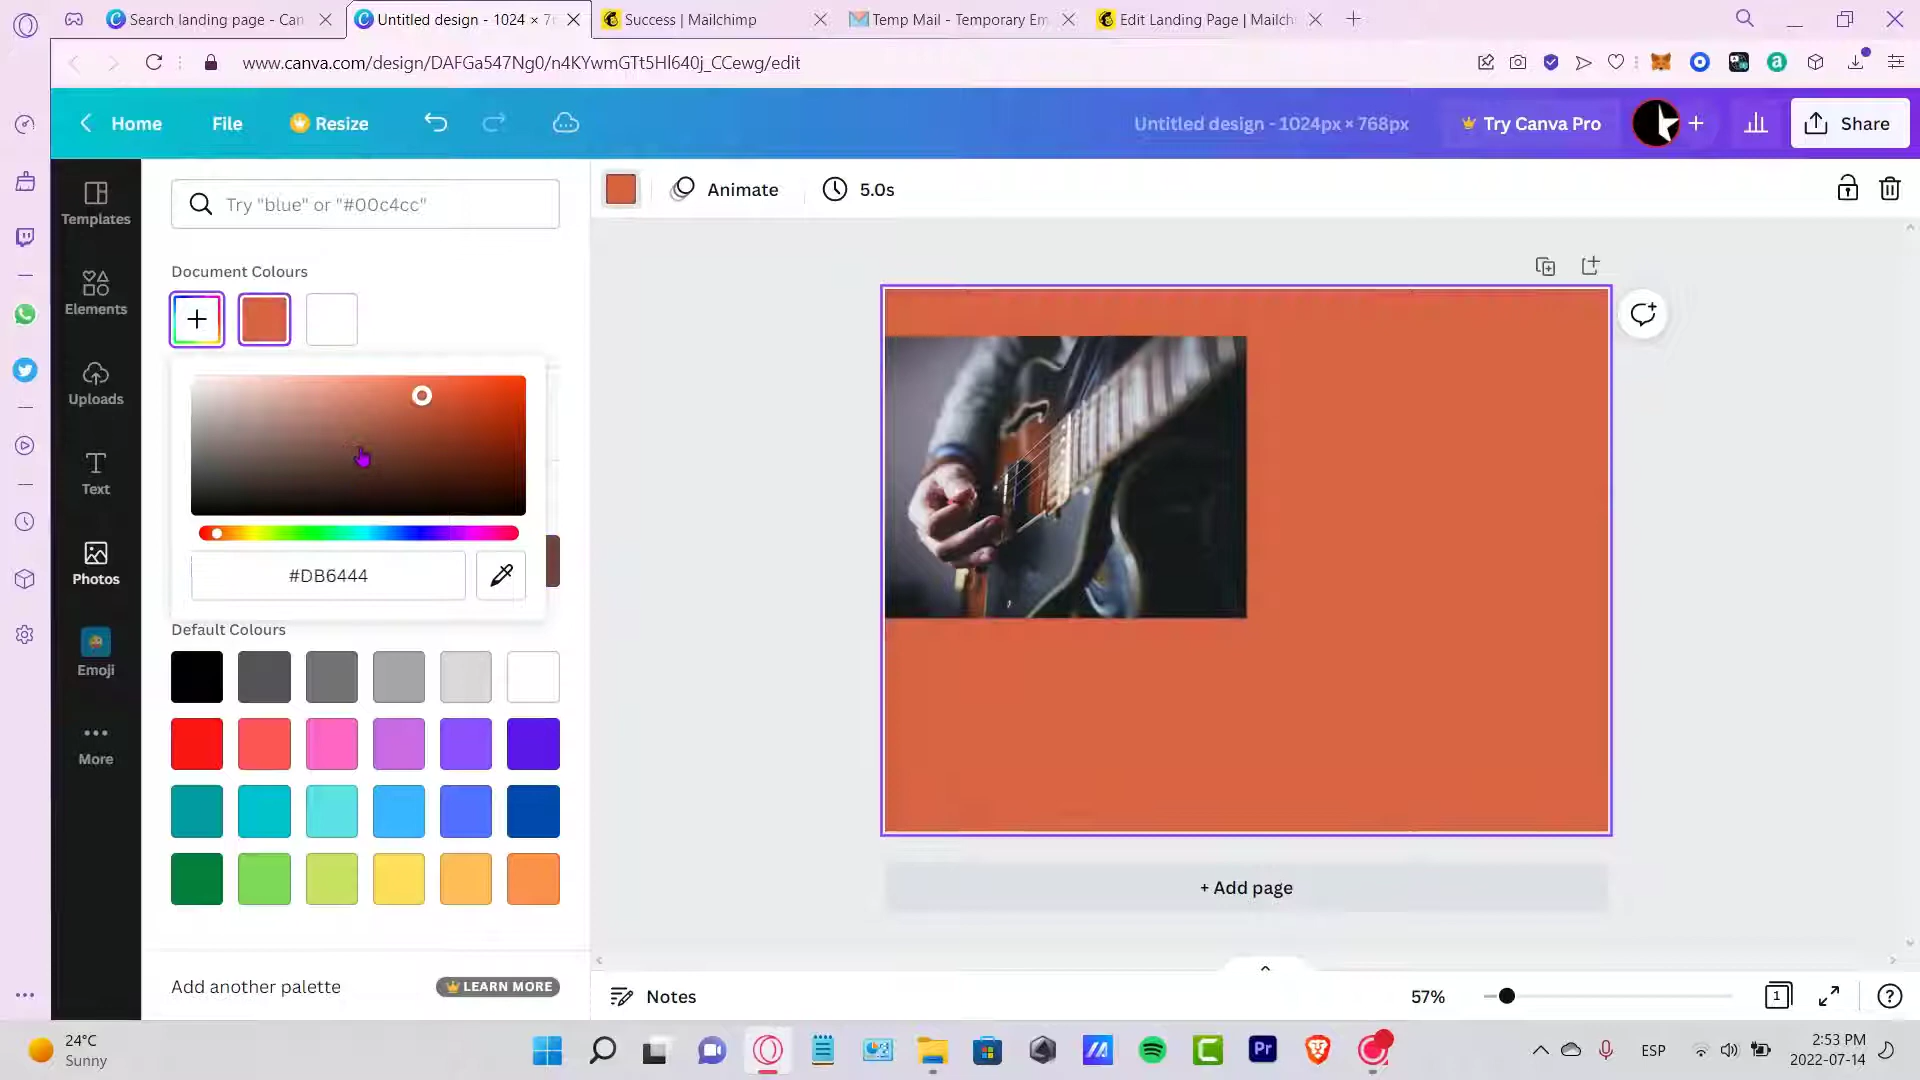 Search landing page - Can
Untitled design - 1024 × 7
Success | Mailchimp
Temp Mail - Temporary Em
Edit Landing Page | Mailch
www.canva.com/design/DAFGa547Ng0/n4KYwmGTt5Hl640j_CCewg/edit
Home
File
Resize
Untitled design - 1024px × 768px
Try Canva Pro
Share
Templates
Elements
Uploads
Text
Photos
Emoji
More
Try "blue" or "#00c4cc"
Animate
5.0s
Document Colours
#DB6444
Default Colours
Add another palette
LEARN MORE
+ Add page
Notes
57%
1
24°C
Sunny
Pr
ESP
2:53 PM
2022-07-14